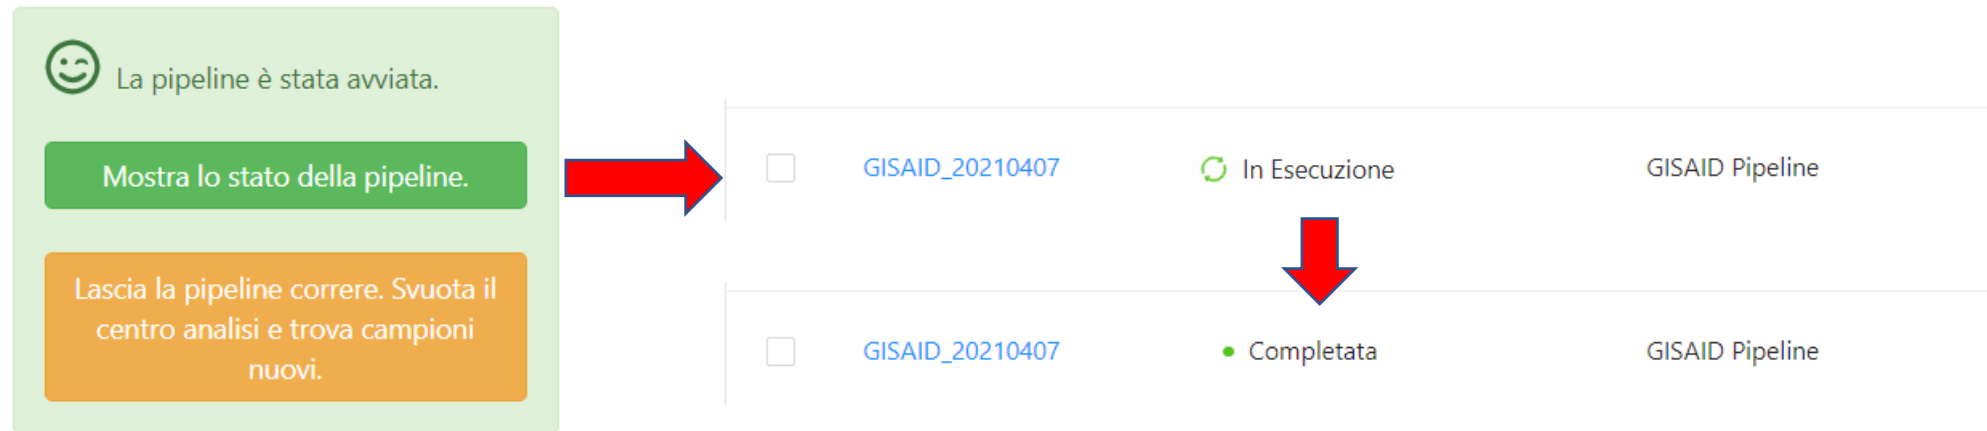 La pipeline è stata avviata.
Mostra lo stato della pipeline.
Lascia la pipeline correre. Svuota il
centro analisi e trova campioni
nuovi.
GISAID_20210407 In Esecuzione GISAID Pipeline
GISAID_20210407 Completata GISAID Pipeline